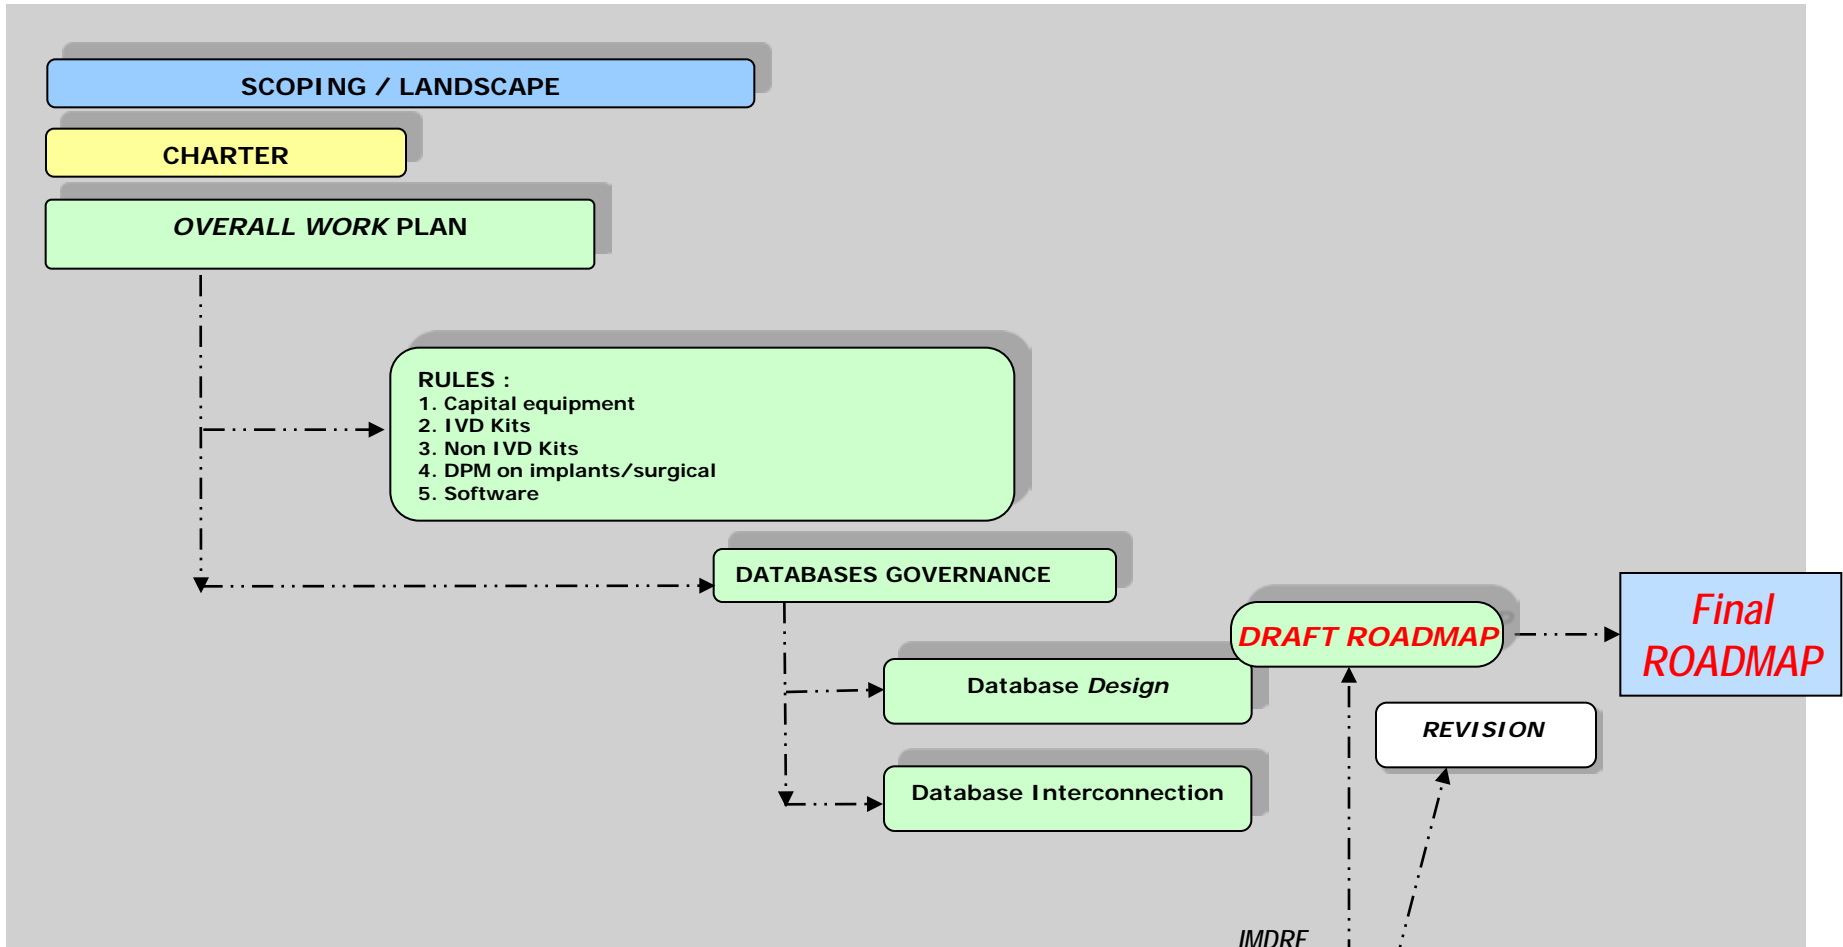 SCOPING / LANDSCAPE
CHARTER
OVERALL WORK PLAN
RULES :
1. Capital equipment
2. IVD Kits
3. Non IVD Kits
4. DPM on implants/surgical
5. Software
DATABASES GOVERNANCE
DRAFT ROADMAP
Final
ROADMAP
Database Design
REVISION
Database Interconnection
IMDRF